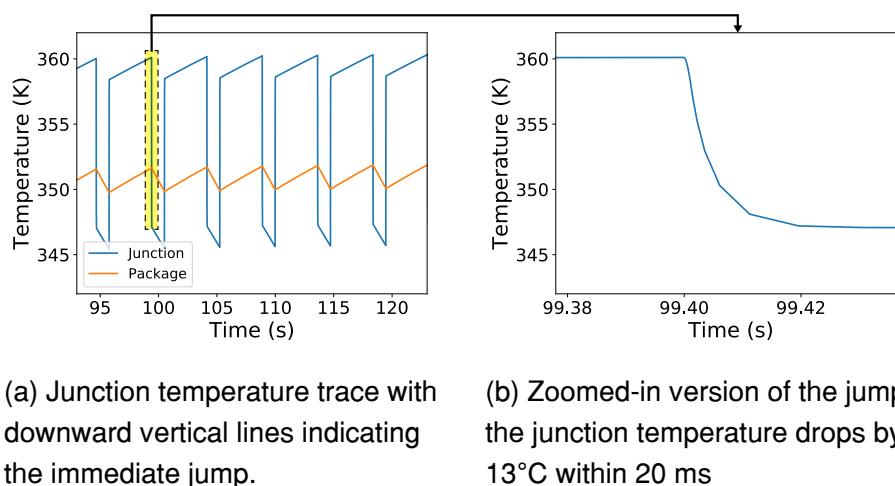 360
355
350
345
Temperature (K)
Junction
Package
95 100 105 110 115 120
Time (s)
360
355
350
345
Temperature (K)
99.38 99.40 99.42
Time (s)
(a) Junction temperature trace with
downward vertical lines indicating
the immediate jump.
(b) Zoomed-in version of the jump
the junction temperature drops by
13°C within 20 ms